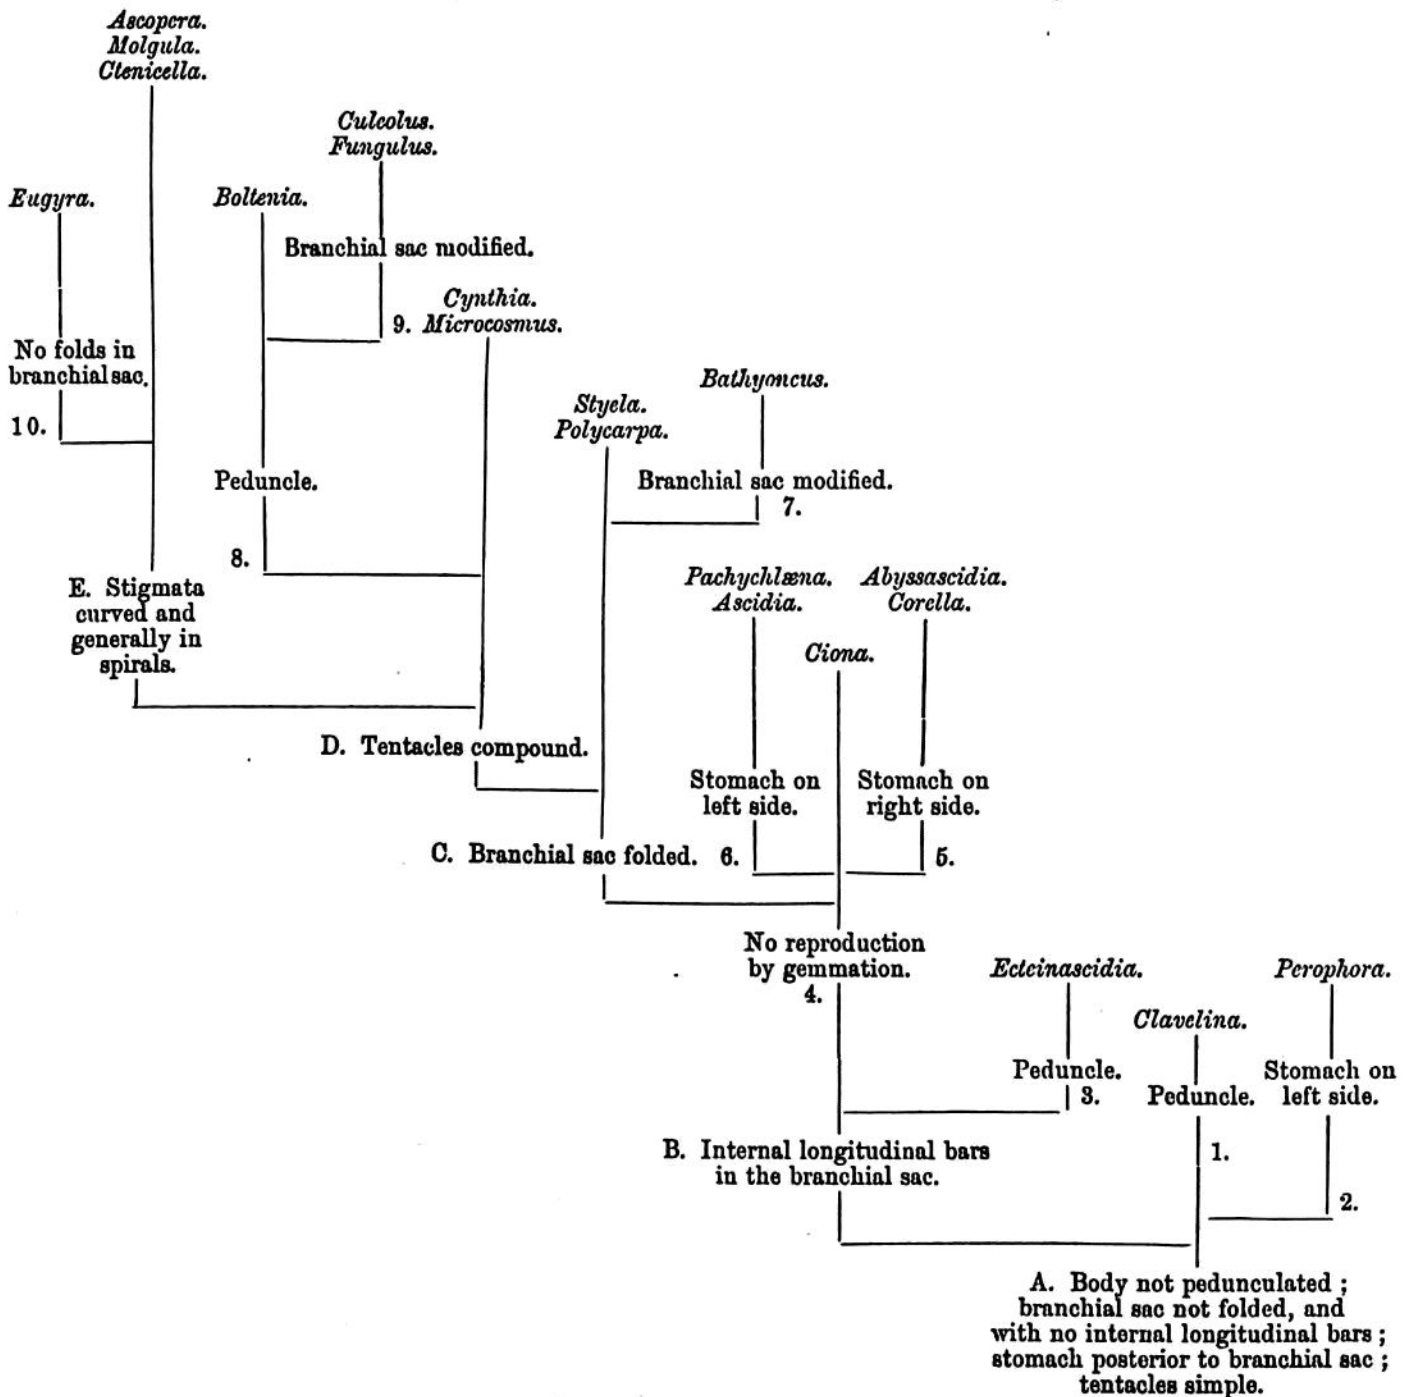 Ascopera.
Molgula.
Ctenicella.
Culcolus.
Fungulus.
Eugyra.
Boltenia.
Branchial sac modified.
Cynthia.
9. Microcosmus.
No folds in
branchial sac.
10.
Bathyoncus.
Styela.
Polycarpa.
Peduncle.
Branchial sac modified.
7.
8.
E. Stigmata
curved and
generally in
spirals.
Pachychlæna.
Ascidia.
Abyssascidia.
Corella.
Ciona.
D. Tentacles compound.
Stomach on
left side.
Stomach on
right side.
C. Branchial sac folded.
6.
5.
No reproduction
by gemmation.
4.
Ecteinascidia.
Perophora.
Clavelina.
Peduncle.
3.
Peduncle.
Stomach on
left side.
B. Internal longitudinal bars
in the branchial sac.
1.
2.
A. Body not pedunculated ;
branchial sac not folded, and
with no internal longitudinal bars ;
stomach posterior to branchial sac ;
tentacles simple.